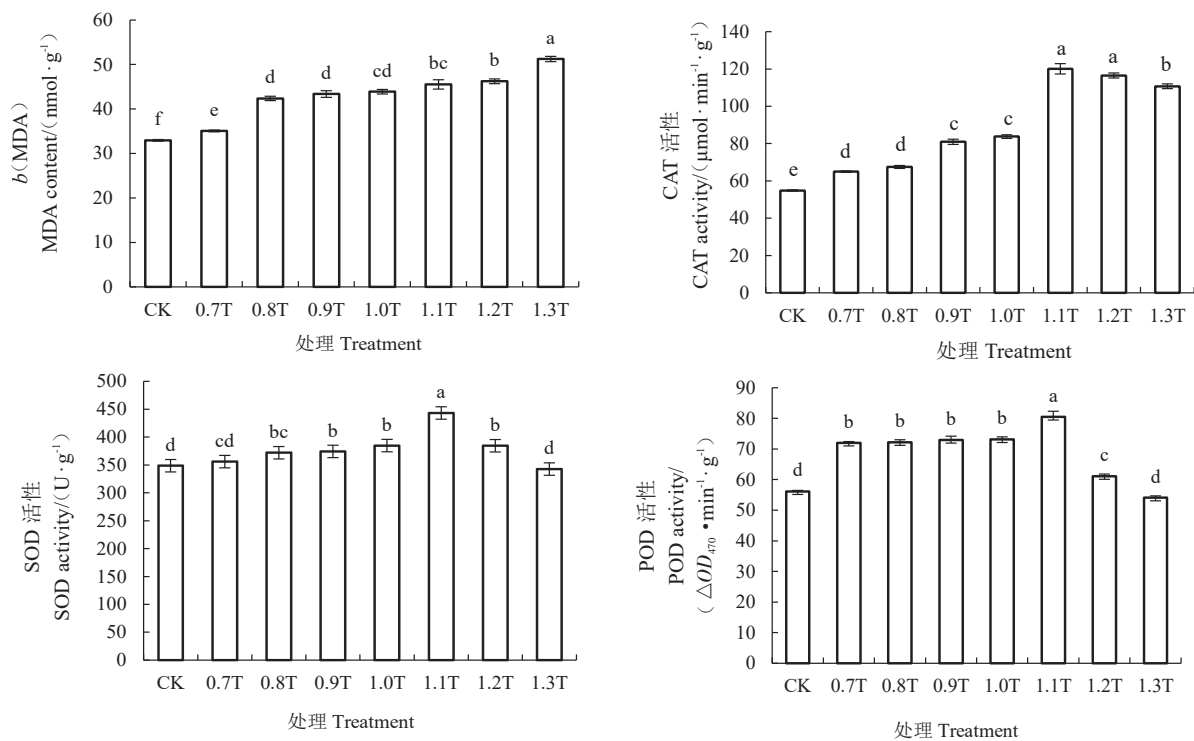 b(MDA)
MDA content/(nmol·g⁻¹)
60
50
40
30
20
10
0
f
e
d
d
cd
bc
b
a
CK 0.7T 0.8T 0.9T 1.0T 1.1T 1.2T 1.3T
处理 Treatment
CAT 活性
CAT activity/(μmol·min⁻¹·g⁻¹)
140
120
100
80
60
40
20
0
e
d
d
c
c
a
a
b
CK 0.7T 0.8T 0.9T 1.0T 1.1T 1.2T 1.3T
处理 Treatment
SOD 活性
SOD activity/(U·g⁻¹)
500
450
400
350
300
250
200
150
100
50
0
d
cd
bc
b
b
a
b
d
CK 0.7T 0.8T 0.9T 1.0T 1.1T 1.2T 1.3T
处理 Treatment
POD 活性
POD activity/
(△OD₄₇₀•min⁻¹·g⁻¹)
90
80
70
60
50
40
30
20
10
0
d
b
b
b
b
a
c
d
CK 0.7T 0.8T 0.9T 1.0T 1.1T 1.2T 1.3T
处理 Treatment